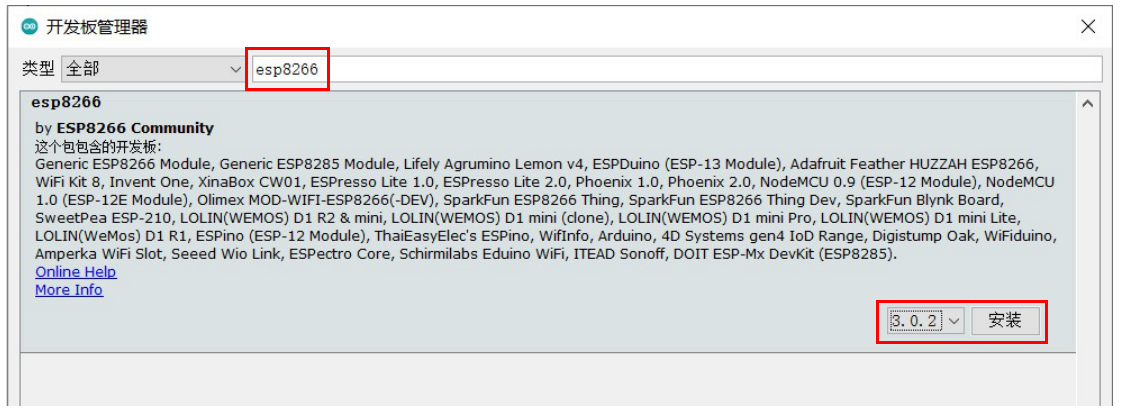 开发板管理器
类型 全部 esp8266
esp8266
by ESP8266 Community
这个包包含的开发板:
Generic ESP8266 Module, Generic ESP8285 Module, Lifely Agrumino Lemon v4, ESPDuino (ESP-13 Module), Adafruit Feather HUZZAH ESP8266,
WiFi Kit 8, Invent One, XinaBox CW01, ESPresso Lite 1.0, ESPresso Lite 2.0, Phoenix 1.0, Phoenix 2.0, NodeMCU 0.9 (ESP-12 Module), NodeMCU
1.0 (ESP-12E Module), Olimex MOD-WIFI-ESP8266(-DEV), SparkFun ESP8266 Thing, SparkFun ESP8266 Thing Dev, SparkFun Blynk Board,
SweetPea ESP-210, LOLIN(WEMOS) D1 R2 & mini, LOLIN(WEMOS) D1 mini (clone), LOLIN(WEMOS) D1 mini Pro, LOLIN(WEMOS) D1 mini Lite,
LOLIN(WeMos) D1 R1, ESPino (ESP-12 Module), ThaiEasyElec's ESPino, WifInfo, Arduino, 4D Systems gen4 IoD Range, Digistump Oak, WiFiduino,
Amperka WiFi Slot, Seeed Wio Link, ESPectro Core, Schirmilabs Eduino WiFi, ITEAD Sonoff, DOIT ESP-Mx DevKit (ESP8285).
Online Help
More Info
3.0.2 安装